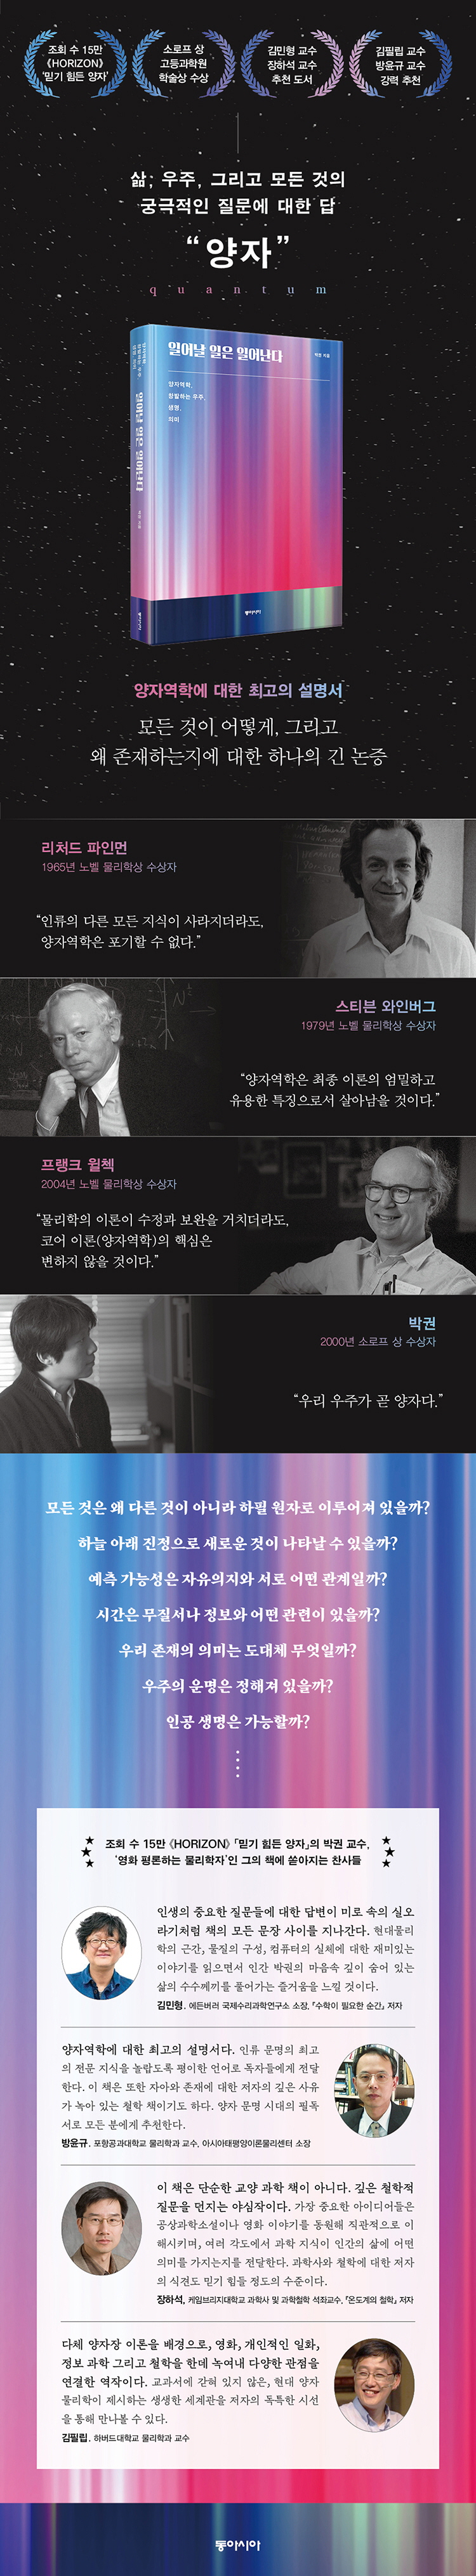 조회 수 15만
《HORIZON》
‘믿기 힘든 양자’
소로프 상
고등과학원
학술상 수상
김민형 교수
장하석 교수
추천 도서
김필립 교수
방윤규 교수
강력 추천
삶, 우주, 그리고 모든 것의
궁극적인 질문에 대한 답
“양자”
quantum
일어날 일은 일어난다
박권 지음
양자역학,
창발하는 우주,
생명,
의미
일어날 일은 일어난다
동아시아
양자역학에 대한 최고의 설명서
모든 것이 어떻게, 그리고
왜 존재하는지에 대한 하나의 긴 논증
리처드 파인먼
1965년 노벨 물리학상 수상자
“인류의 다른 모든 지식이 사라지더라도,
양자역학은 포기할 수 없다.”
스티븐 와인버그
1979년 노벨 물리학상 수상자
“양자역학은 최종 이론의 엄밀하고
유용한 특징으로서 살아남을 것이다.”
프랭크 윌첵
2004년 노벨 물리학상 수상자
“물리학의 이론이 수정과 보완을 거치더라도,
코어 이론(양자역학)의 핵심은
변하지 않을 것이다.”
박권
2000년 소로프 상 수상자
“우리 우주가 곧 양자다.”
모든 것은 왜 다른 것이 아니라 하필 원자로 이루어져 있을까?
하늘 아래 진정으로 새로운 것이 나타날 수 있을까?
예측 가능성은 자유의지와 서로 어떤 관계일까?
시간은 무질서나 정보와 어떤 관련이 있을까?
우리 존재의 의미는 도대체 무엇일까?
우주의 운명은 정해져 있을까?
인공 생명은 가능할까?
조회 수 15만 《HORIZON》 「믿기 힘든 양자」의 박권 교수,
‘영화 평론하는 물리학자’인 그의 책에 쏟아지는 찬사들
인생의 중요한 질문들에 대한 답변이 미로 속의 실오
라기처럼 책의 모든 문장 사이를 지나간다. 현대물리
학의 근간, 물질의 구성, 컴퓨터의 실체에 대한 재미있는
이야기를 읽으면서 인간 박권의 마음속 깊이 숨어 있는
삶의 수수께끼를 풀어가는 즐거움을 느낄 것이다.
김민형, 에든버러 국제수리과학연구소 소장, 『수학이 필요한 순간』 저자
양자역학에 대한 최고의 설명서다. 인류 문명의 최고
의 전문 지식을 놀랍도록 평이한 언어로 독자들에게 전달
한다. 이 책은 또한 자아와 존재에 대한 저자의 깊은 사유
가 녹아 있는 철학 책이기도 하다. 양자 문명 시대의 필독
서로 모든 분에게 추천한다.
방윤규, 포항공과대학교 물리학과 교수, 아시아태평양이론물리센터 소장
이 책은 단순한 교양 과학 책이 아니다. 깊은 철학적
질문을 던지는 야심작이다. 가장 중요한 아이디어들은
공상과학소설이나 영화 이야기를 동원해 직관적으로 이
해시키며, 여러 각도에서 과학 지식이 인간의 삶에 어떤
의미를 가지는지를 전달한다. 과학사와 철학에 대한 저자
의 식견도 믿기 힘들 정도의 수준이다.
장하석, 케임브리지대학교 과학사 및 과학철학 석좌교수, 『온도계의 철학』 저자
다체 양자장 이론을 배경으로, 영화, 개인적인 일화,
정보 과학 그리고 철학을 한데 녹여내 다양한 관점을
연결한 역작이다. 교과서에 갇혀 있지 않은, 현대 양자
물리학이 제시하는 생생한 세계관을 저자의 독특한 시선
을 통해 만나볼 수 있다.
김필립, 하버드대학교 물리학과 교수
동아시아